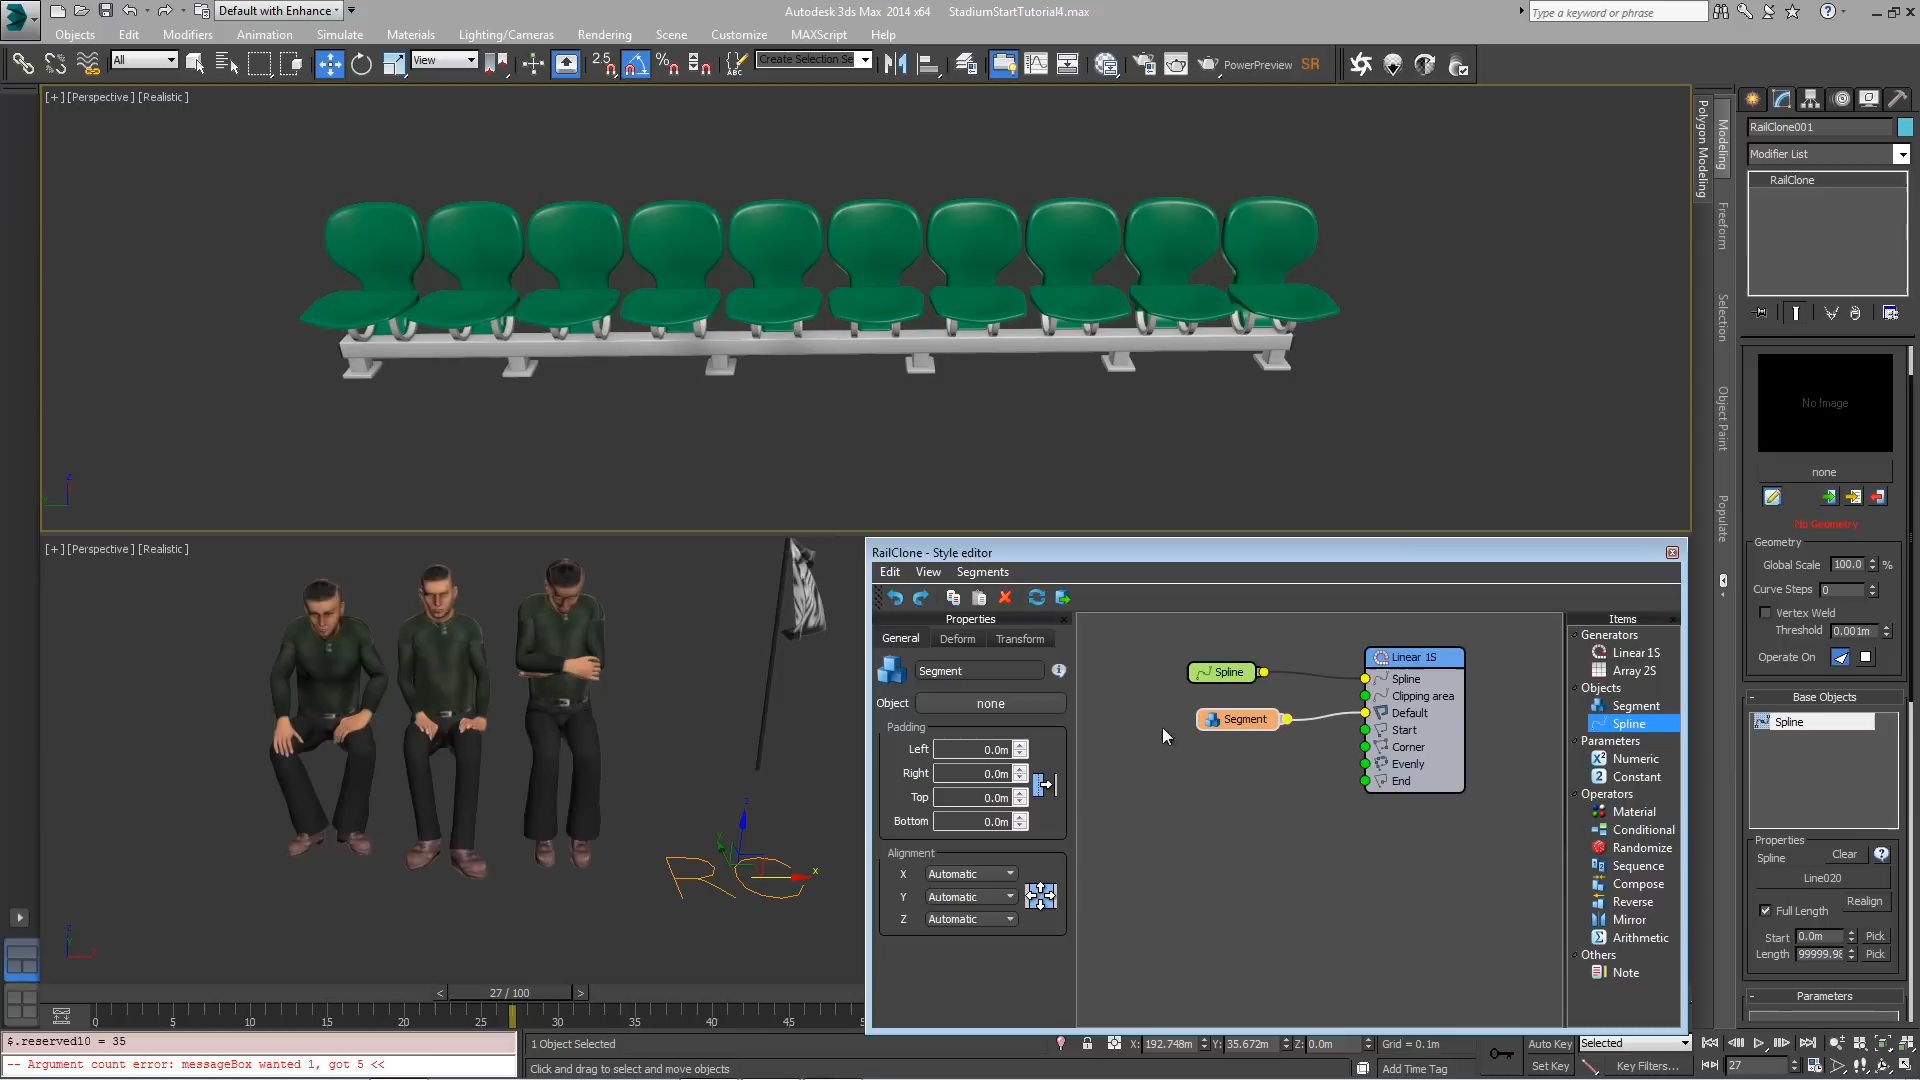 Default with Enhance
Autodesk 3ds Max 2014 x64 StadiumStartTutorial4.max
Type a keyword or phrase
Objects Edit Modifiers Animation Simulate Materials Lighting/Cameras Rendering Scene Customize MAXScript Help
All View 2.5 Create Selection Se PowerPreview SR
[+] [Perspective] [Realistic]
Polygon Modeling
Modeling
Freeform
Selection
Object Paint
Populate
RailClone001
Modifier List
RailClone
No Image
none
No Geometry
Geometry
Global Scale 100.0 %
Curve Steps 0
Vertex Weld
Threshold 0.001m
Operate On
Base Objects
Spline
Properties
Spline Clear
Line020
Realign
Full Length
Start 0.0m Pick
Length 99999.98 Pick
Parameters
[+] [Perspective] [Realistic]
RailClone - Style editor
Edit View Segments
Properties
General Deform Transform
Segment
Object none
Padding
Left 0.0m
Right 0.0m
Top 0.0m
Bottom 0.0m
Alignment
X Automatic
Y Automatic
Z Automatic
Spline
Segment
Linear 1S
Spline
Clipping area
Default
Start
Corner
Evenly
End
Items
Generators
Linear 1S
Array 2S
Objects
Segment
Spline
Parameters
Numeric
Constant
Operators
Material
Conditional
Randomize
Sequence
Compose
Reverse
Mirror
Arithmetic
Others
Note
RC
x
z
27 / 100
0 5 10 15 20 25 30 35 40 45
$.reserved10 = 35
-- Argument count error: messageBox wanted 1, got 5 <<
1 Object Selected
Click and drag to select and move objects
X: 192.748m Y: 35.672m Z: 0.0m Grid = 0.1m
Add Time Tag
Auto Key Selected
Set Key Key Filters... 27